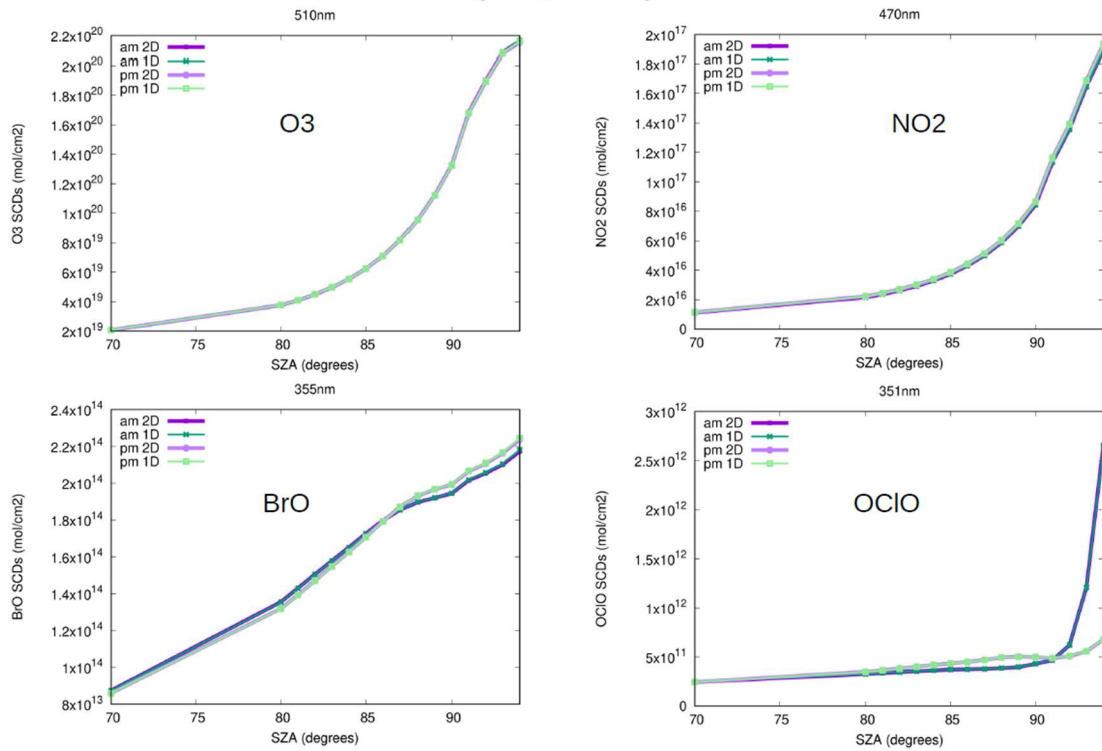 510nm
2.2x10^20
2x10^20
1.8x10^20
1.6x10^20
1.4x10^20
1.2x10^20
1x10^20
8x10^19
6x10^19
4x10^19
2x10^19
O3 SCDs (mol/cm2)
am 2D
am 1D
pm 2D
pm 1D
O3
70 75 80 85 90
SZA (degrees)
470nm
2x10^17
1.8x10^17
1.6x10^17
1.4x10^17
1.2x10^17
1x10^17
8x10^16
6x10^16
4x10^16
2x10^16
0
NO2 SCDs (mol/cm2)
am 2D
am 1D
pm 2D
pm 1D
NO2
70 75 80 85 90
SZA (degrees)
355nm
2.4x10^14
2.2x10^14
2x10^14
1.8x10^14
1.6x10^14
1.4x10^14
1.2x10^14
1x10^14
8x10^13
BrO SCDs (mol/cm2)
am 2D
am 1D
pm 2D
pm 1D
BrO
70 75 80 85 90
SZA (degrees)
351nm
3x10^12
2.5x10^12
2x10^12
1.5x10^12
1x10^12
5x10^11
0
OClO SCDs (mol/cm2)
am 2D
am 1D
pm 2D
pm 1D
OClO
70 75 80 85 90
SZA (degrees)